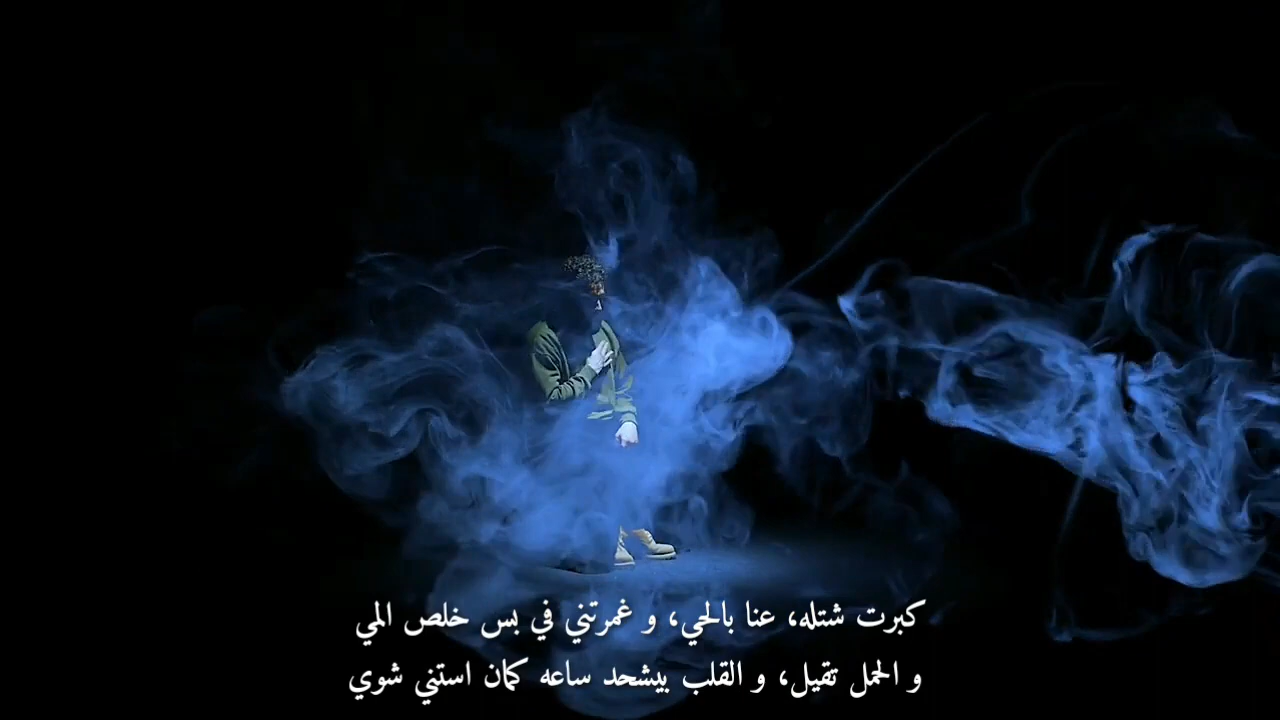 كبرت شتله، عنا بالحي، و غمرتني في بس خلص المي
و الحمل تقيل، و القلب بيشحد ساعه كمان استني شوي